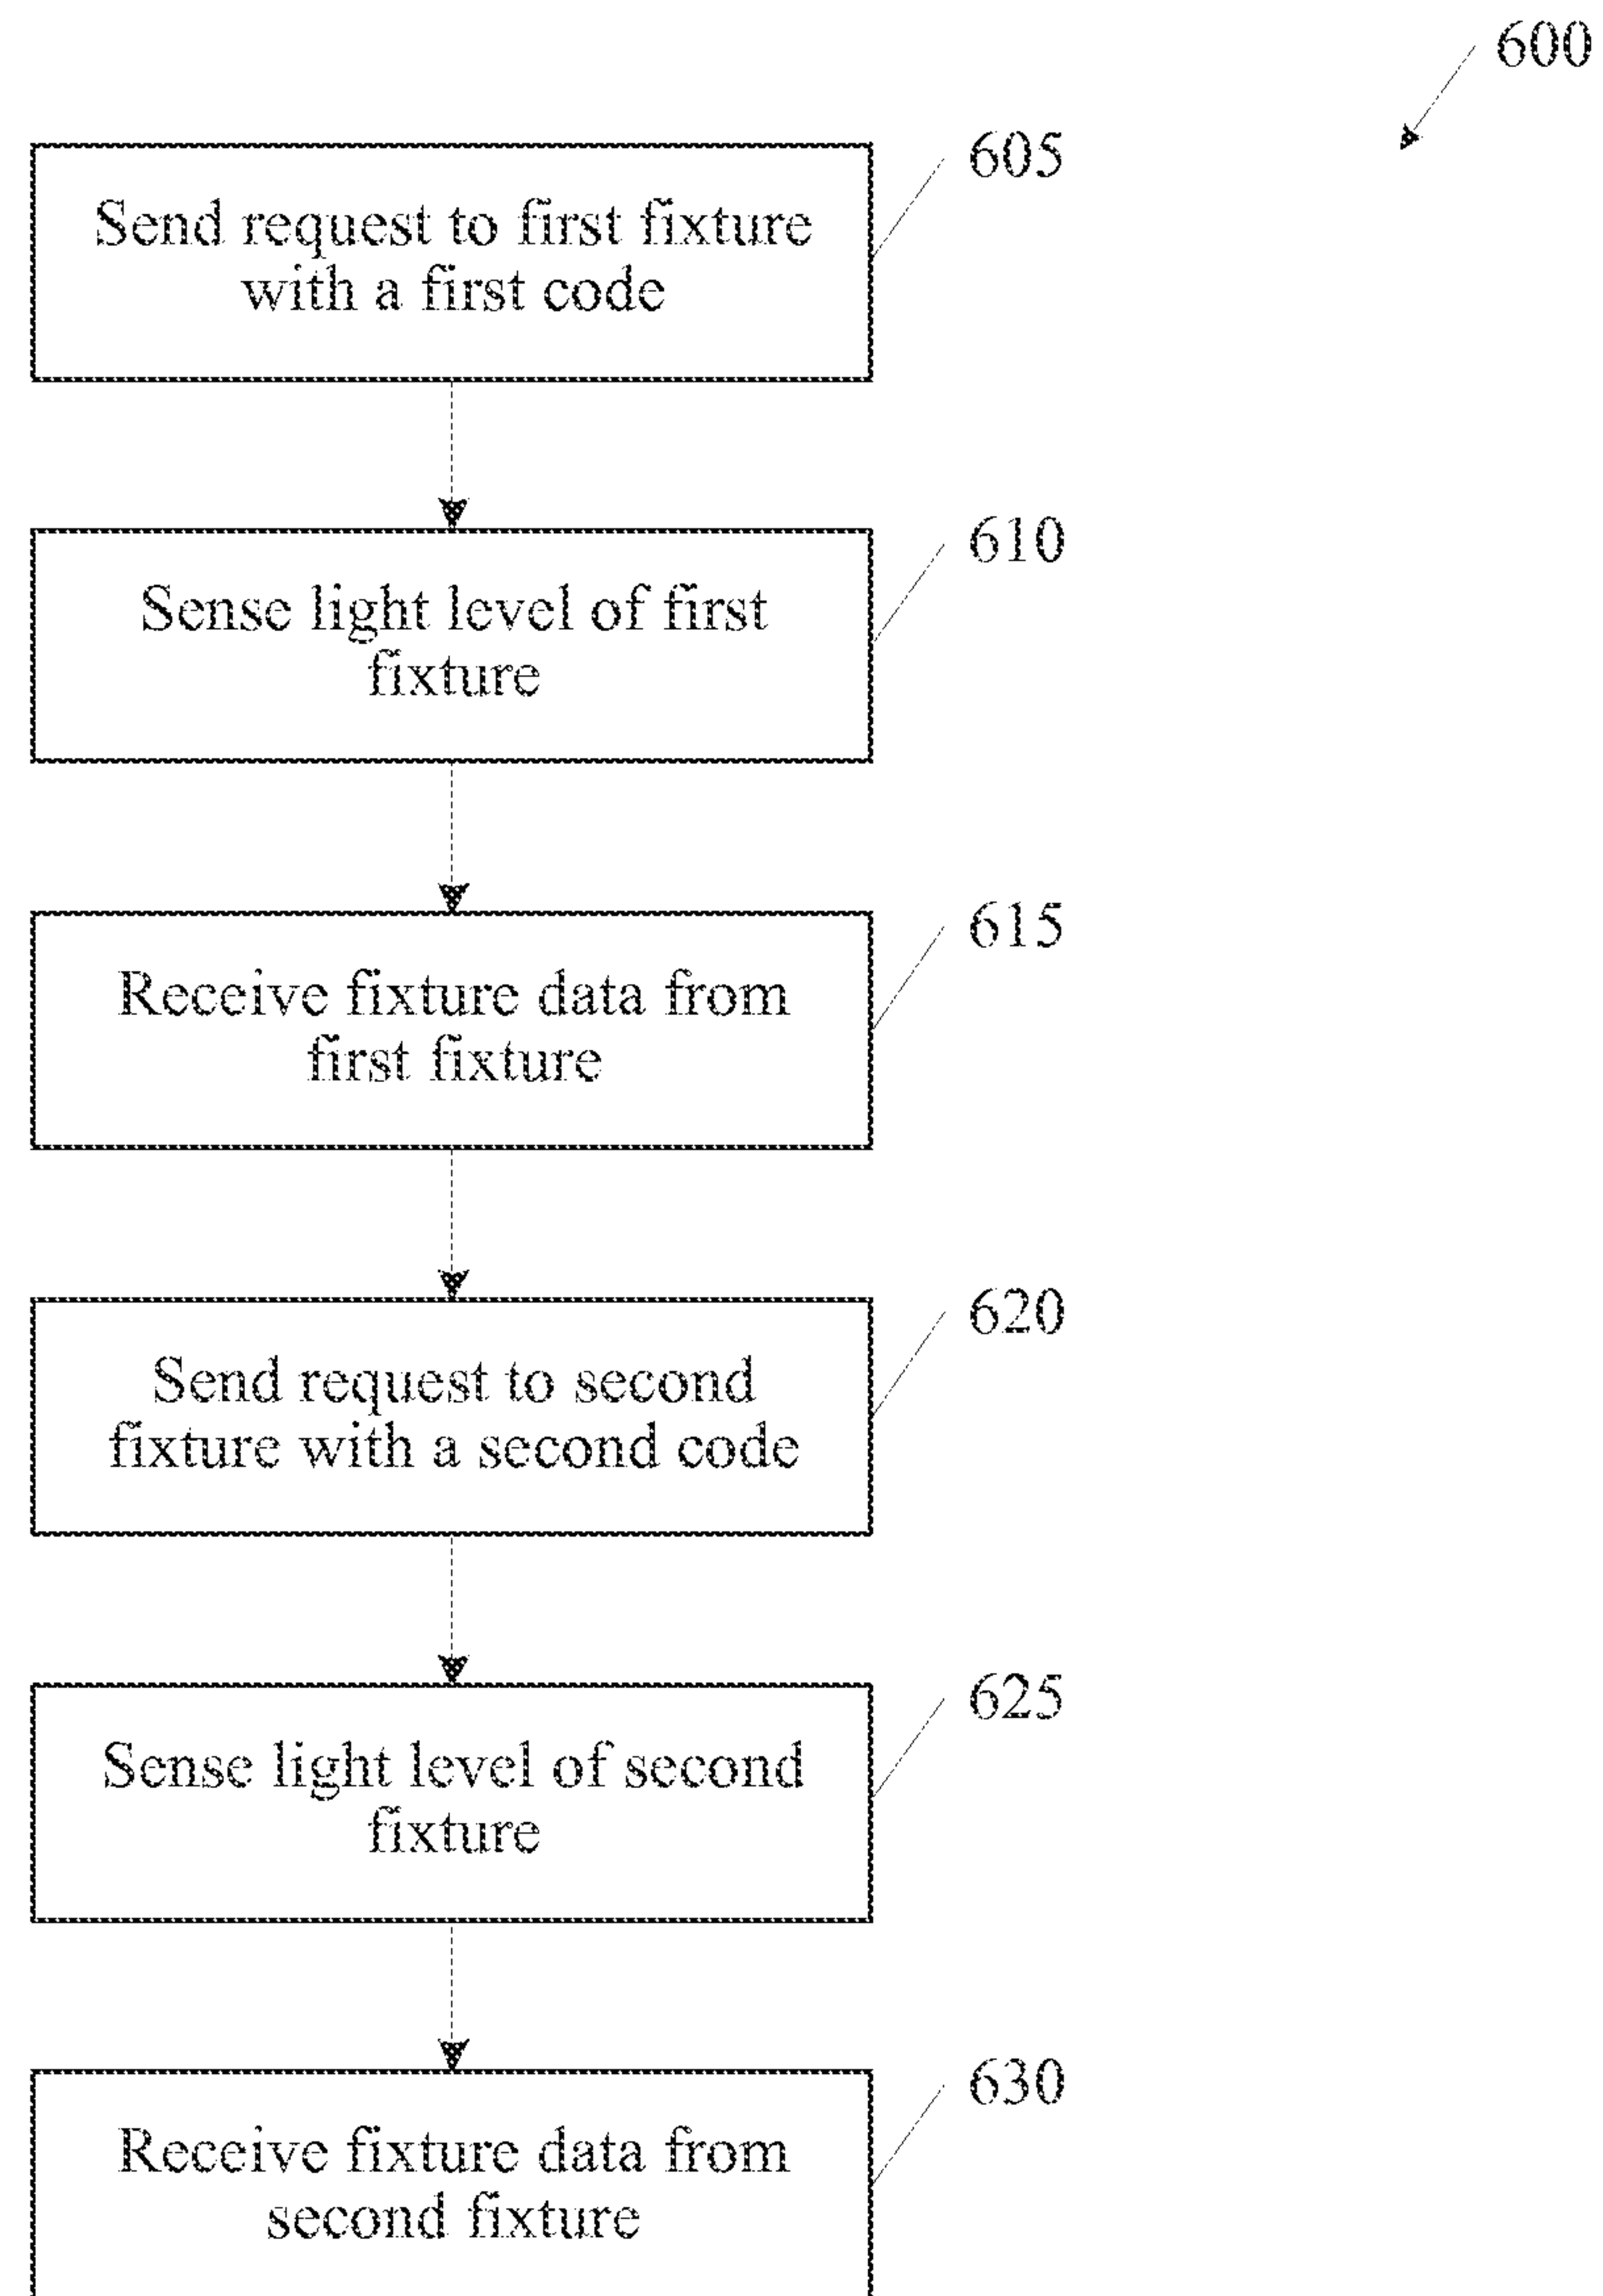 600
605
Send request to first fixture
with a first code
610
Sense light level of first
fixture
615
Receive fixture data from
first fixture
620
Send request to second
fixture with a second code
625
Sense light level of second
fixture
630
Receive fixture data from
second fixture